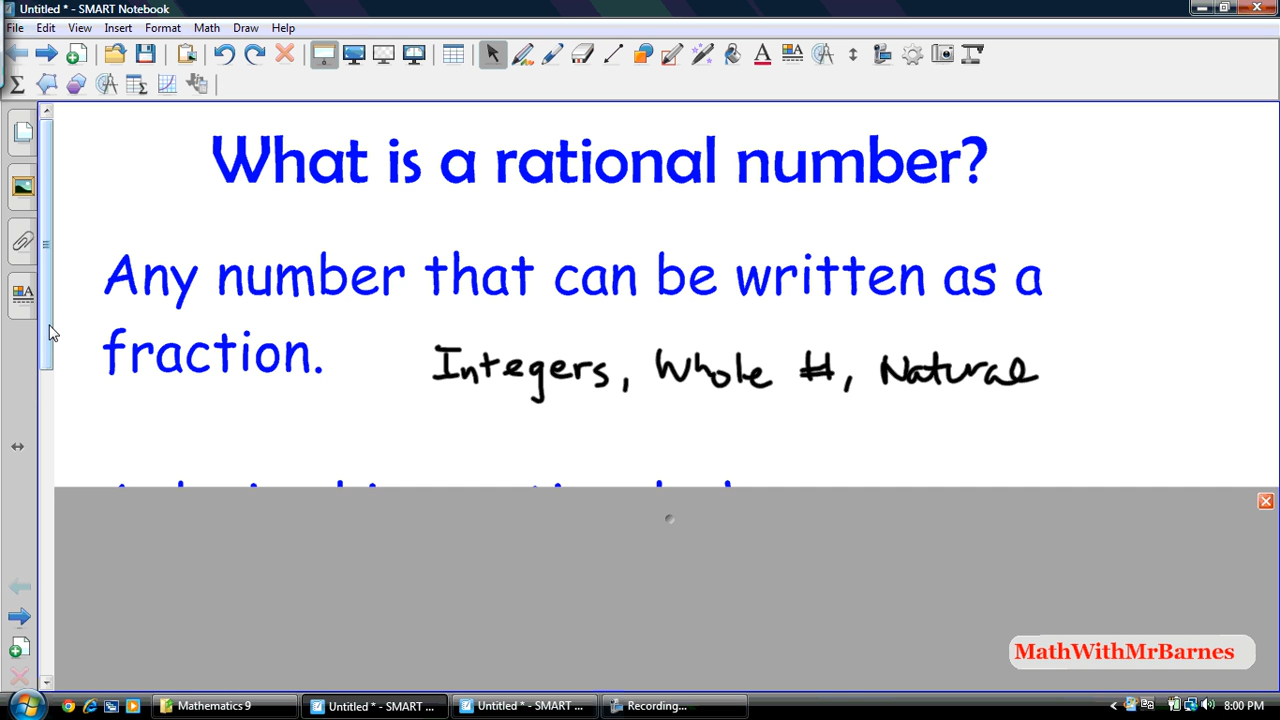 Untitled * - SMART Notebook
File Edit View Insert Format Math Draw Help
What is a rational number?
Any number that can be written as a
fraction. Integers, Whole #, Natural
MathWithMrBarnes
Mathematics 9 Untitled * - SMART ... Untitled * - SMART ... Recording... 8:00 PM